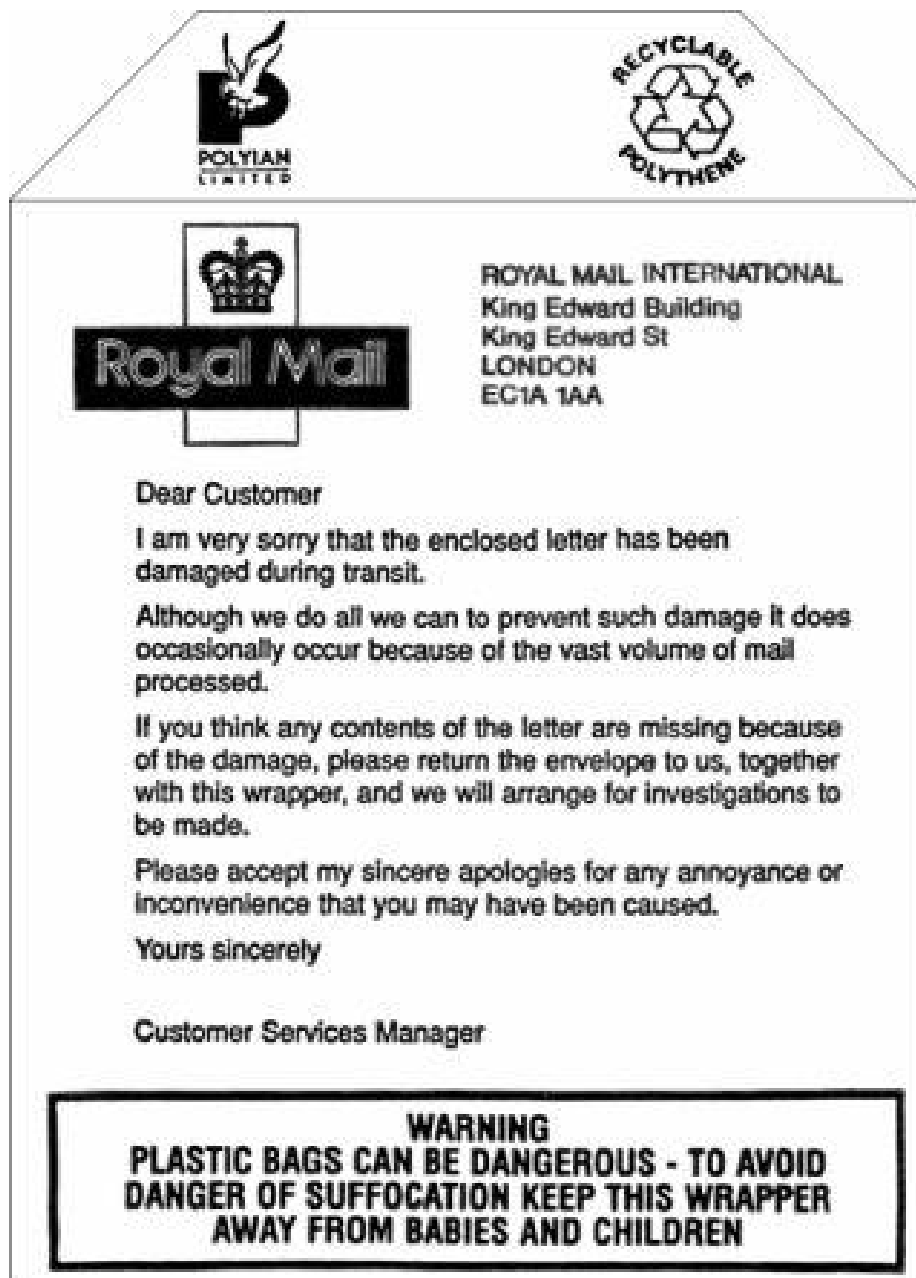 POLYIAN
LIMITED
RECYCLABLE
POLYTHENE
Royal Mail
ROYAL MAIL INTERNATIONAL
King Edward Building
King Edward St
LONDON
EC1A 1AA
Dear Customer
I am very sorry that the enclosed letter has been
damaged during transit.
Although we do all we can to prevent such damage it does
occasionally occur because of the vast volume of mail
processed.
If you think any contents of the letter are missing because
of the damage, please return the envelope to us, together
with this wrapper, and we will arrange for investigations to
be made.
Please accept my sincere apologies for any annoyance or
inconvenience that you may have been caused.
Yours sincerely
Customer Services Manager
WARNING
PLASTIC BAGS CAN BE DANGEROUS - TO AVOID
DANGER OF SUFFOCATION KEEP THIS WRAPPER
AWAY FROM BABIES AND CHILDREN